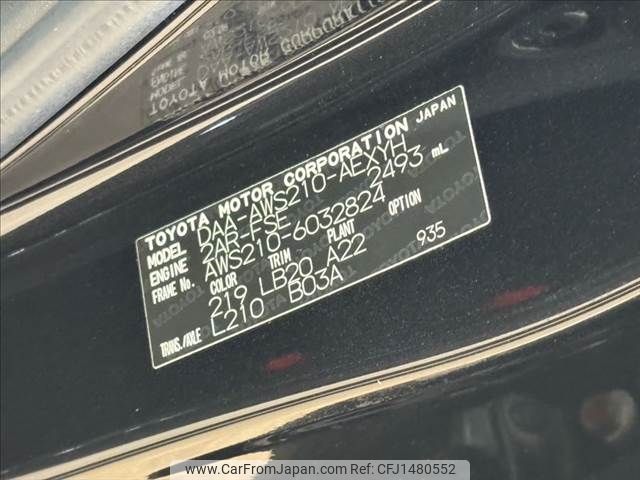 TOYOTA MOTOR CORPORATION JAPAN
MODEL DAA-AWS210-AEXYH
ENGINE 2AR-FSE 2493 mL
FRAME No. AWS210-6032824
COLOR TRIM PLANT OPTION
219 LB20 A22 935
TRANS./AXLE L210 B03A
www.CarFromJapan.com - ID: CFJ1480552